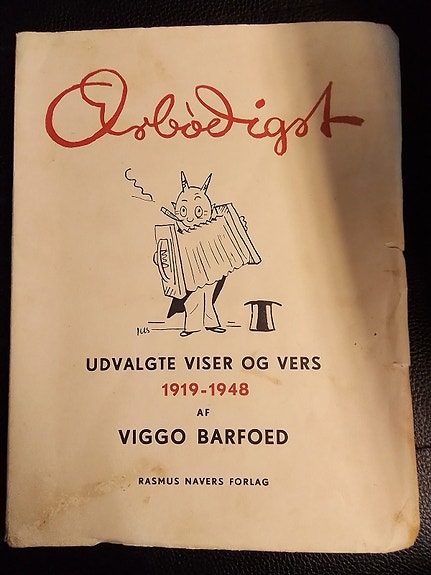 Ærbødigst
UDVALGTE VISER OG VERS
1919-1948
AF
VIGGO BARFOED
RASMUS NAVERS FORLAG